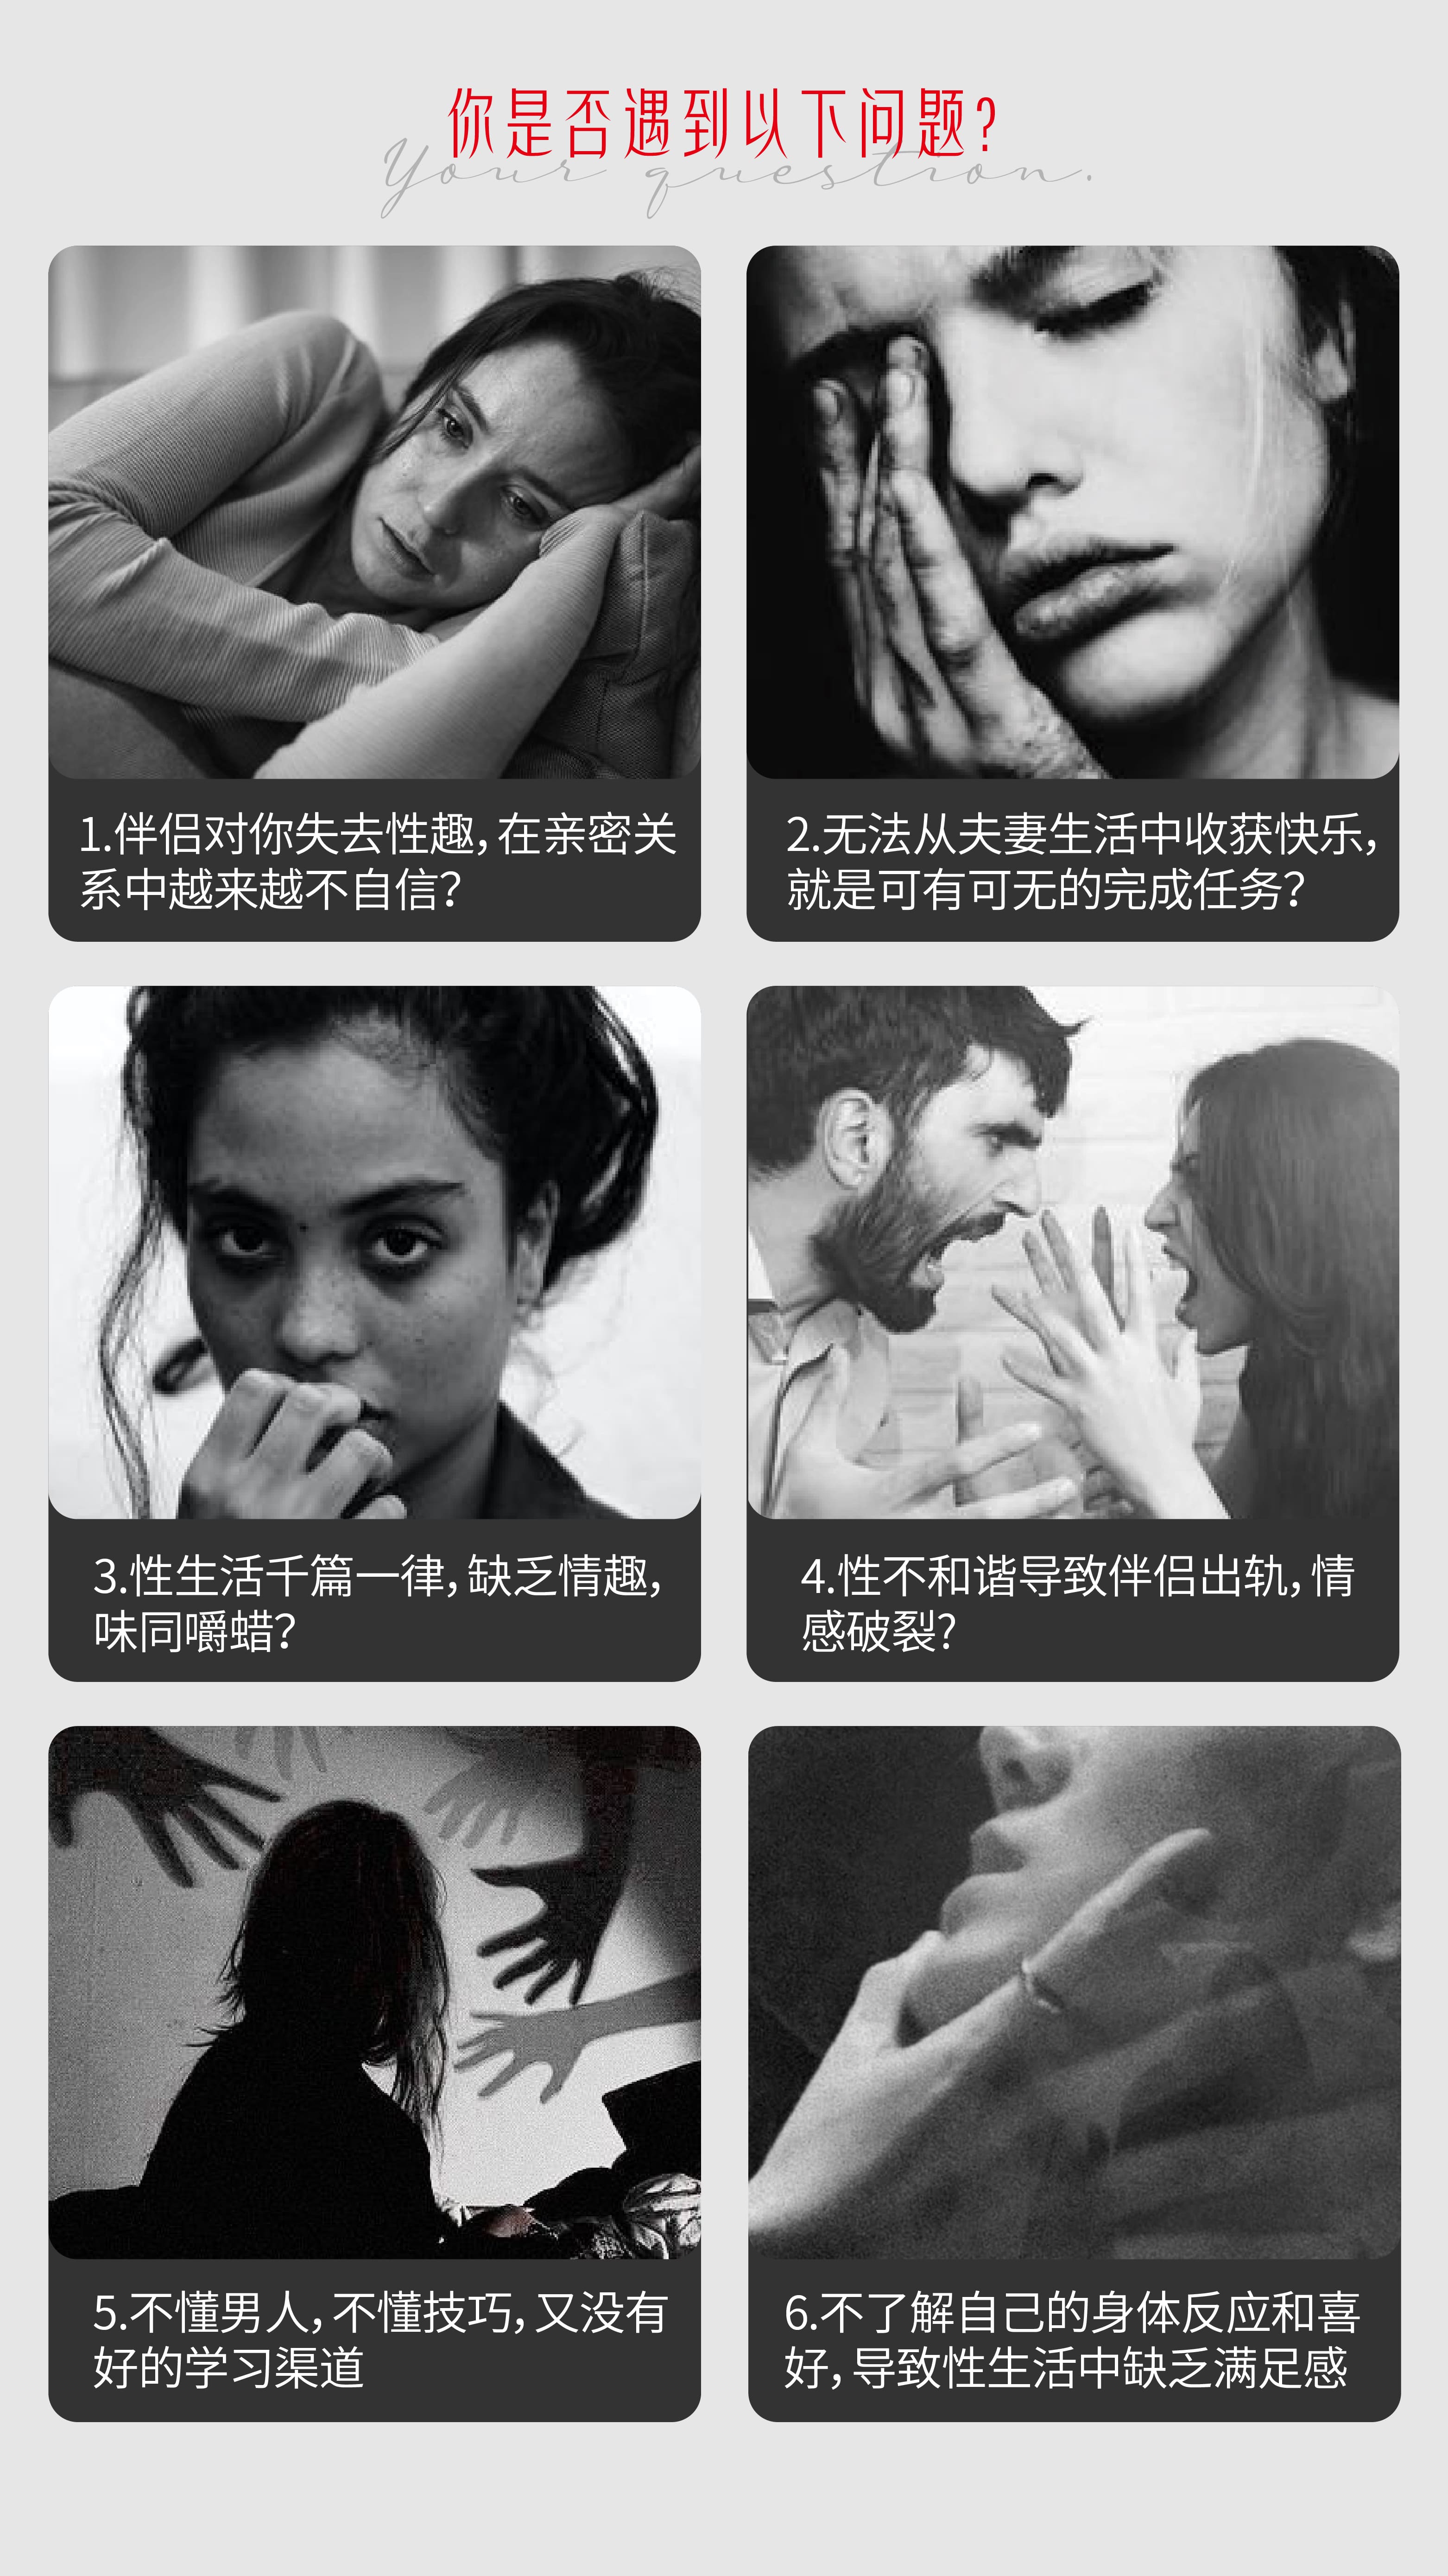 你是否遇到以下问题?
Your question.
1.伴侣对你失去性趣，在亲密关
系中越来越不自信？
2.无法从夫妻生活中收获快乐，
就是可有可无的完成任务？
3.性生活千篇一律，缺乏情趣，
味同嚼蜡？
4.性不和谐导致伴侣出轨，情
感破裂?
5.不懂男人，不懂技巧，又没有
好的学习渠道
6.不了解自己的身体反应和喜
好，导致性生活中缺乏满足感